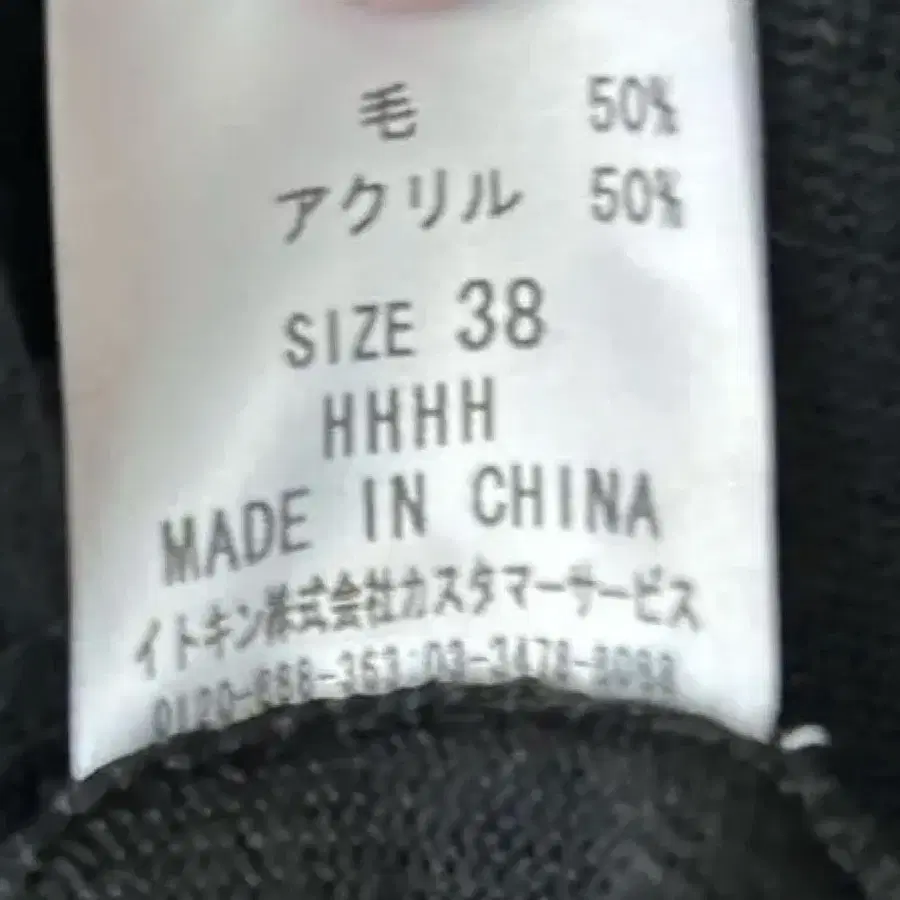 毛 50%
アクリル 50%
SIZE 38
HHHH
MADE IN CHINA
イトキン株式会社カスタマーサービス